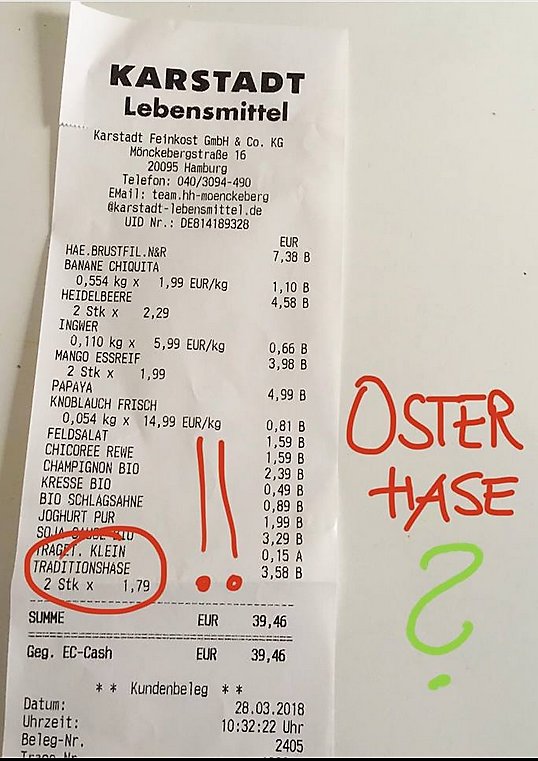 KARSTADT
Lebensmittel
Karstadt Feinkost GmbH & Co. KG
Mönckebergstraße 16
20095 Hamburg
Telefon: 040/3094-490
EMail: team.hh-moenckeberg
@karstadt-lebensmittel.de
UID Nr.: DE814189328
EUR
HAE.BRUSTFIL.N&R 7,38 B
BANANE CHIQUITA
0,554 kg x 1,99 EUR/kg 1,10 B
HEIDELBEERE 4,58 B
2 Stk x 2,29
INGWER
0,110 kg x 5,99 EUR/kg 0,66 B
MANGO ESSREIF 3,98 B
2 Stk x 1,99
PAPAYA 4,99 B
KNOBLAUCH FRISCH
0,054 kg x 14,99 EUR/kg 0,81 B
FELDSALAT 1,59 B
CHICOREE REWE 1,59 B
CHAMPIGNON BIO 2,39 B
KRESSE BIO 0,49 B
BIO SCHLAGSAHNE 0,89 B
JOGHURT PUR 1,99 B
SOJA SAUCE BIO 3,29 B
TRAGET. KLEIN 0,15 A
TRADITIONSHASE 3,58 B
2 Stk x 1,79
!!
SUMME EUR 39,46
Geg. EC-Cash EUR 39,46
* * Kundenbeleg * *
Datum: 28.03.2018
Uhrzeit: 10:32:22 Uhr
Beleg-Nr. 2405
OSTER
HASE
?